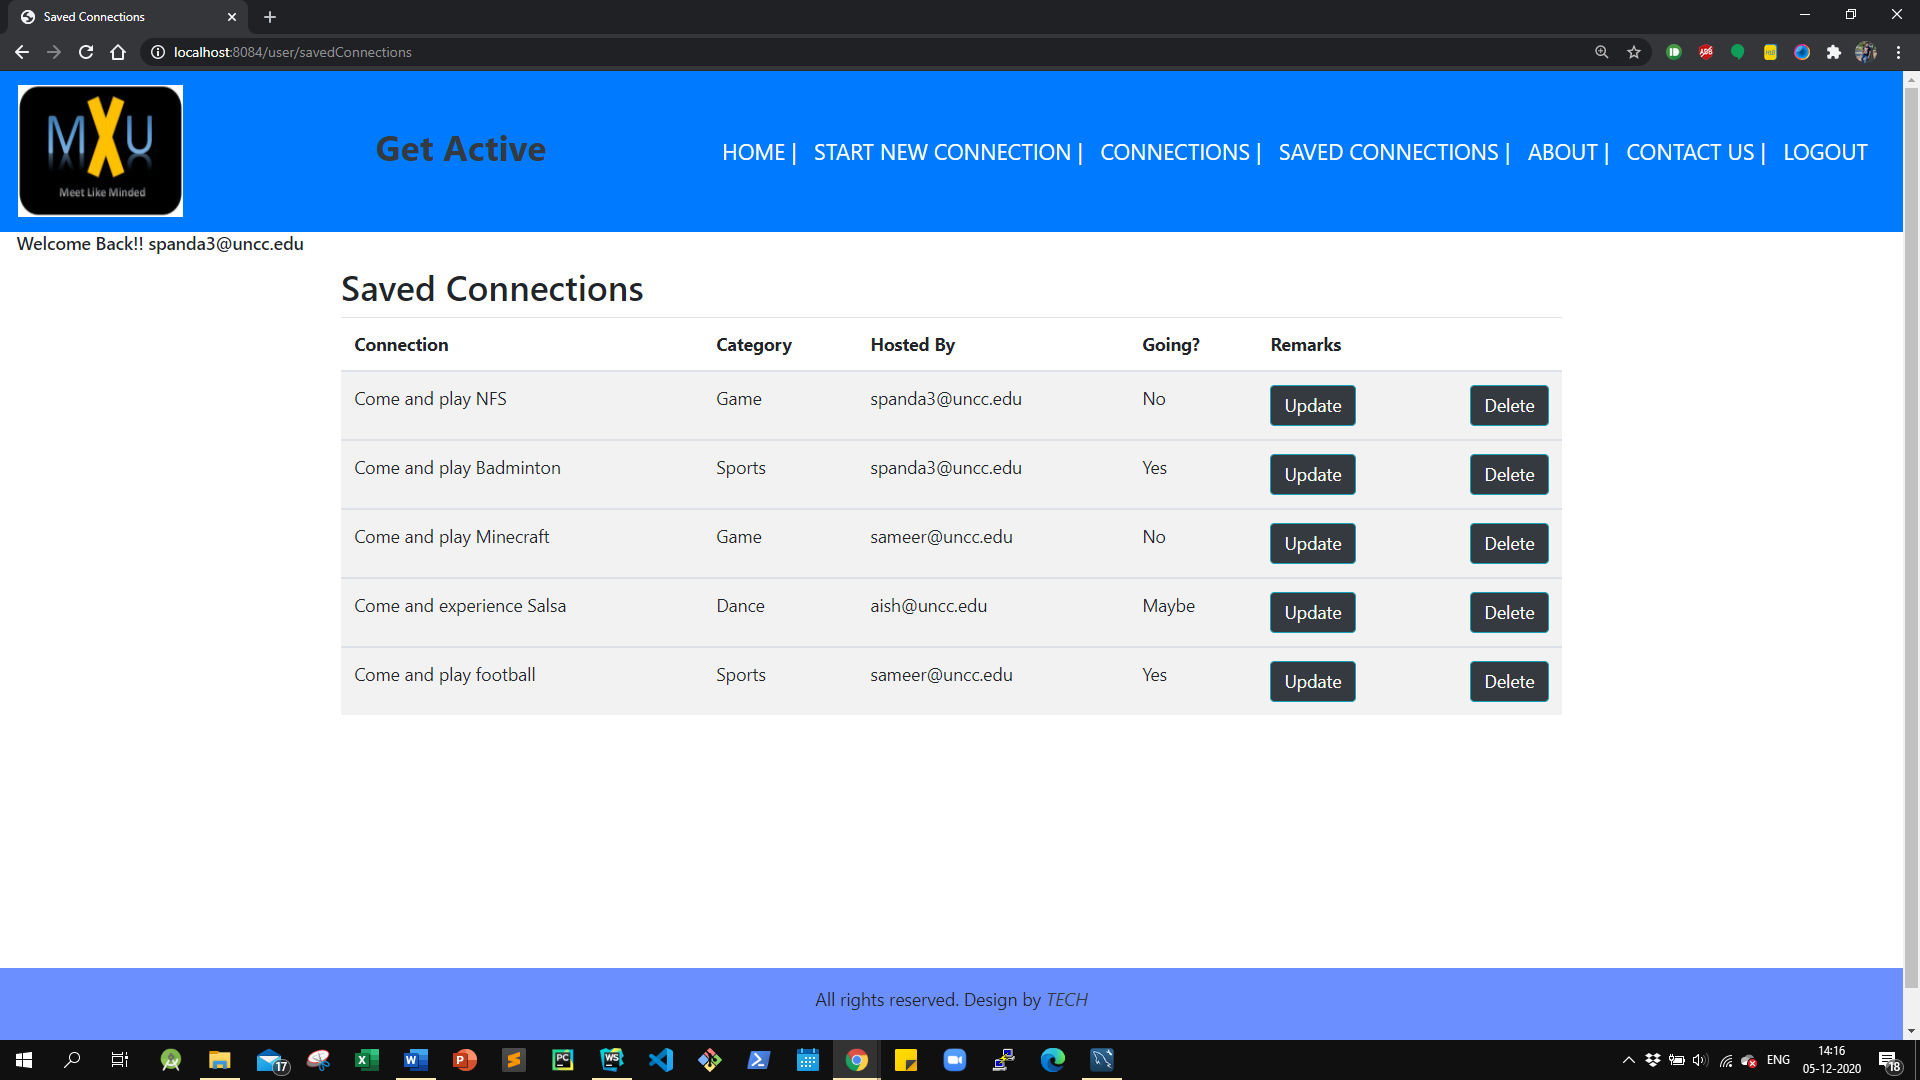 Saved Connections
localhost:8084/user/savedConnections
MXU
Meet Like Minded
Get Active
HOME | START NEW CONNECTION | CONNECTIONS | SAVED CONNECTIONS | ABOUT | CONTACT US | LOGOUT
Welcome Back!! spanda3@uncc.edu
Saved Connections
Connection Category Hosted By Going? Remarks
Come and play NFS Game spanda3@uncc.edu No Update Delete
Come and play Badminton Sports spanda3@uncc.edu Yes Update Delete
Come and play Minecraft Game sameer@uncc.edu No Update Delete
Come and experience Salsa Dance aish@uncc.edu Maybe Update Delete
Come and play football Sports sameer@uncc.edu Yes Update Delete
All rights reserved. Design by TECH
17
PC
WS
ENG
14:16
05-12-2020
18